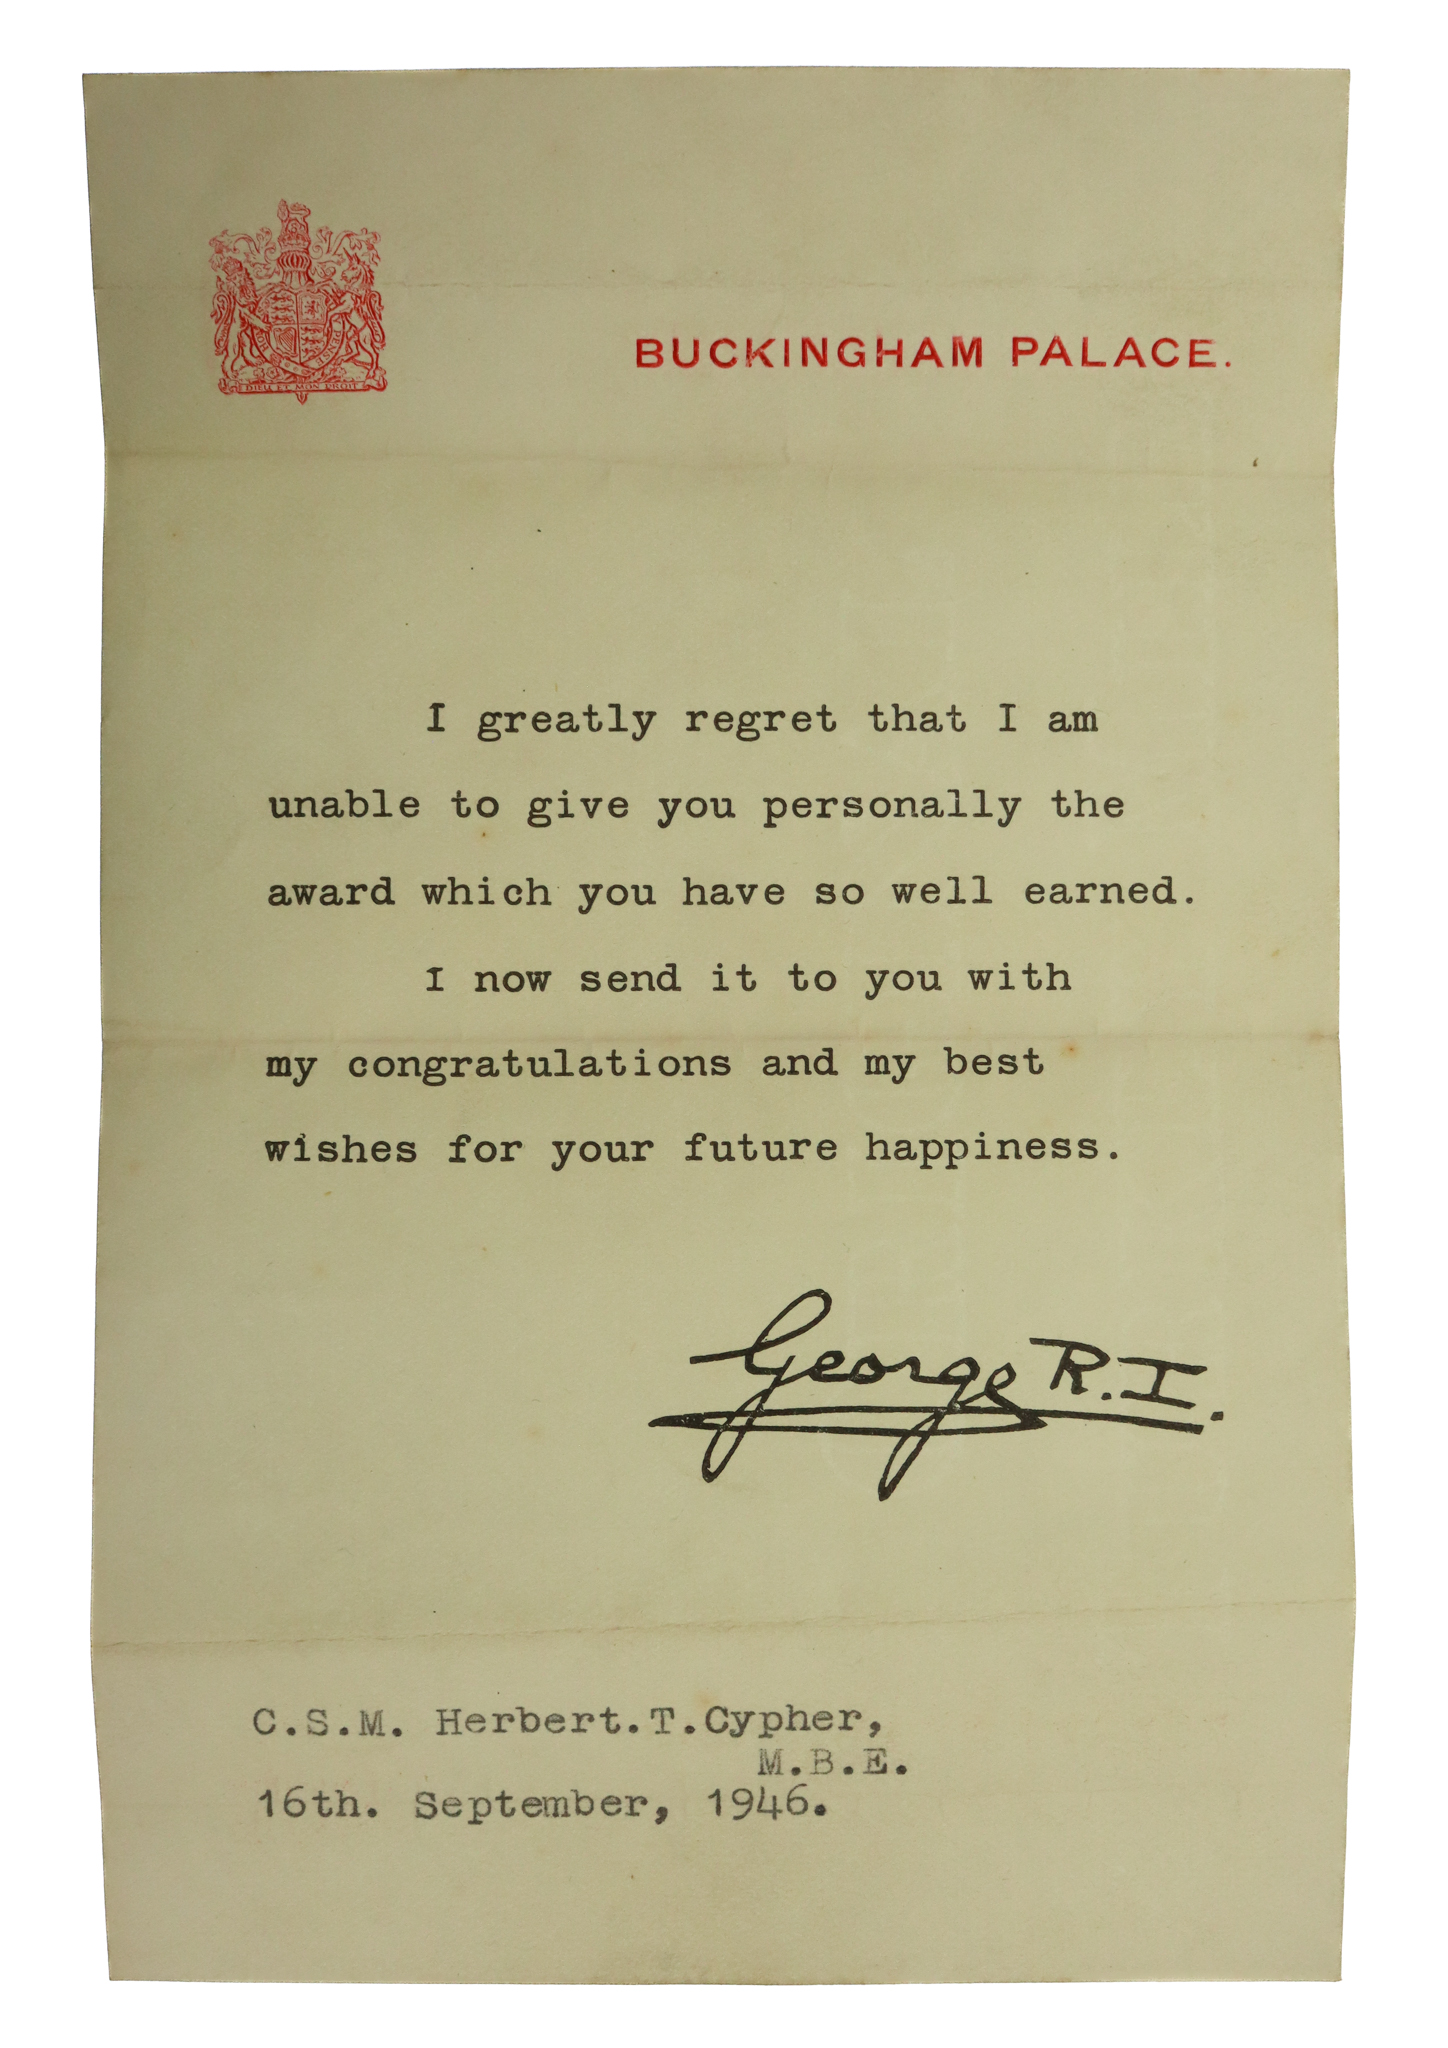 DIEU ET MON DROIT
BUCKINGHAM PALACE.
I greatly regret that I am
unable to give you personally the
award which you have so well earned.
I now send it to you with
my congratulations and my best
wishes for your future happiness.
George R.I.
C.S.M. Herbert.T.Cypher,
M.B.E.
16th. September, 1946.